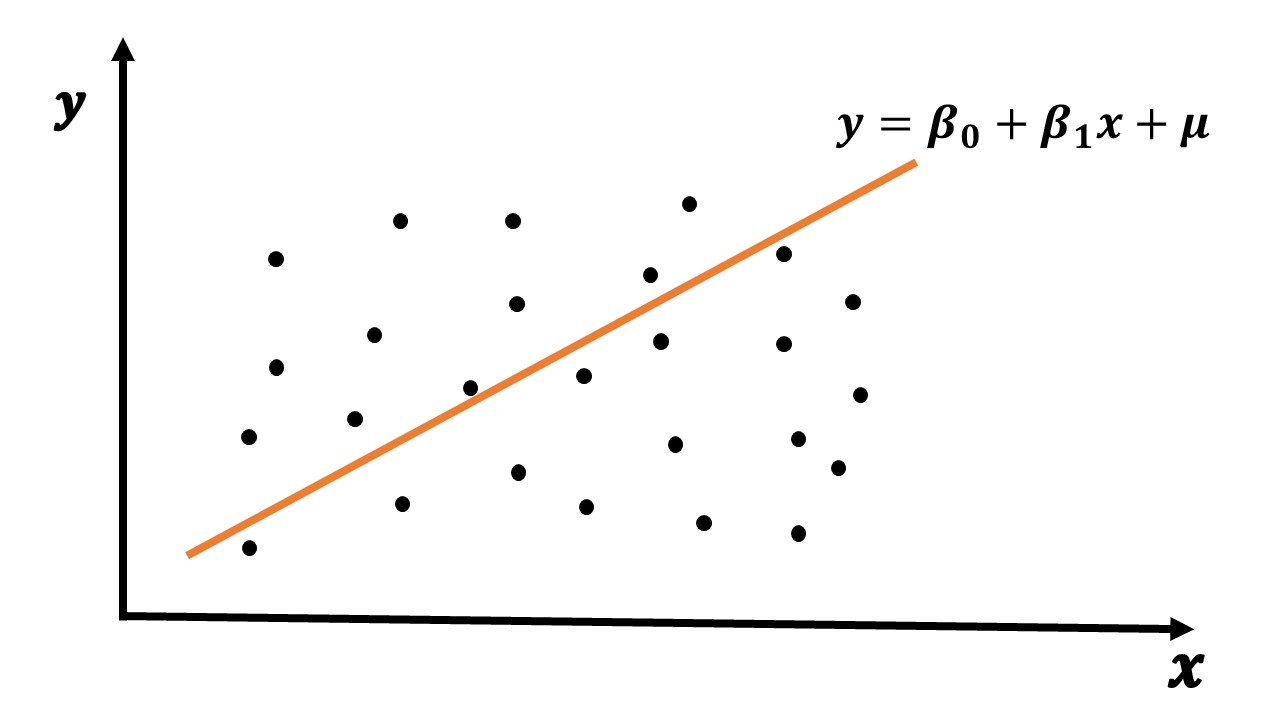 y
y = β₀ + β₁x + μ
x